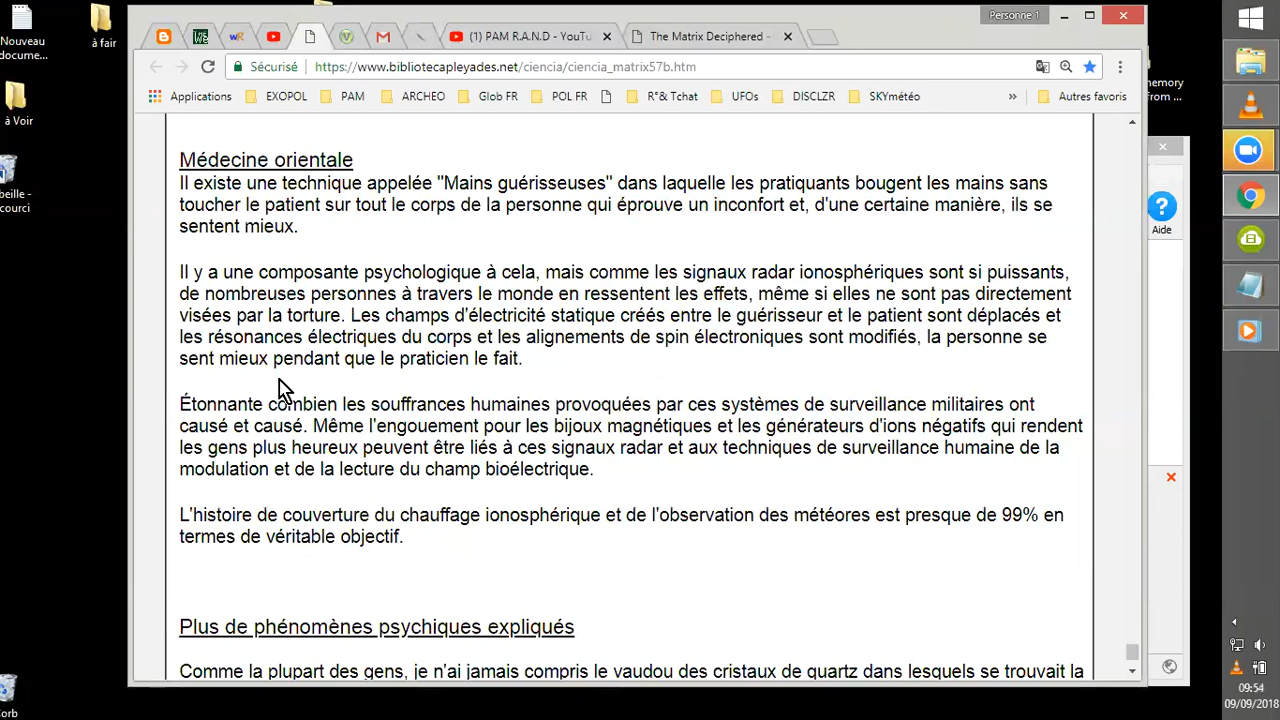 Personne 1
Nouveau
docume...
à fair
(1) PAM R.A.N.D - YouTu
The Matrix Deciphered -
Sécurisé
https://www.bibliotecapleyades.net/ciencia/ciencia_matrix57b.htm
Applications
EXOPOL
PAM
ARCHEO
Glob FR
POL FR
R°& Tchat
UFOs
DISCLZR
SKYmétéo
»
Autres favoris
emory
from ...
à Voir
beille -
courci
Aide
Médecine orientale
Il existe une technique appelée "Mains guérisseuses" dans laquelle les pratiquants bougent les mains sans
toucher le patient sur tout le corps de la personne qui éprouve un inconfort et, d'une certaine manière, ils se
sentent mieux.
Il y a une composante psychologique à cela, mais comme les signaux radar ionosphériques sont si puissants,
de nombreuses personnes à travers le monde en ressentent les effets, même si elles ne sont pas directement
visées par la torture. Les champs d'électricité statique créés entre le guérisseur et le patient sont déplacés et
les résonances électriques du corps et les alignements de spin électroniques sont modifiés, la personne se
sent mieux pendant que le praticien le fait.
Étonnante combien les souffrances humaines provoquées par ces systèmes de surveillance militaires ont
causé et causé. Même l'engouement pour les bijoux magnétiques et les générateurs d'ions négatifs qui rendent
les gens plus heureux peuvent être liés à ces signaux radar et aux techniques de surveillance humaine de la
modulation et de la lecture du champ bioélectrique.
L'histoire de couverture du chauffage ionosphérique et de l'observation des météores est presque de 99% en
termes de véritable objectif.
Plus de phénomènes psychiques expliqués
Comme la plupart des gens, je n'ai jamais compris le vaudou des cristaux de quartz dans lesquels se trouvait la
Corb
09:54
09/09/2018